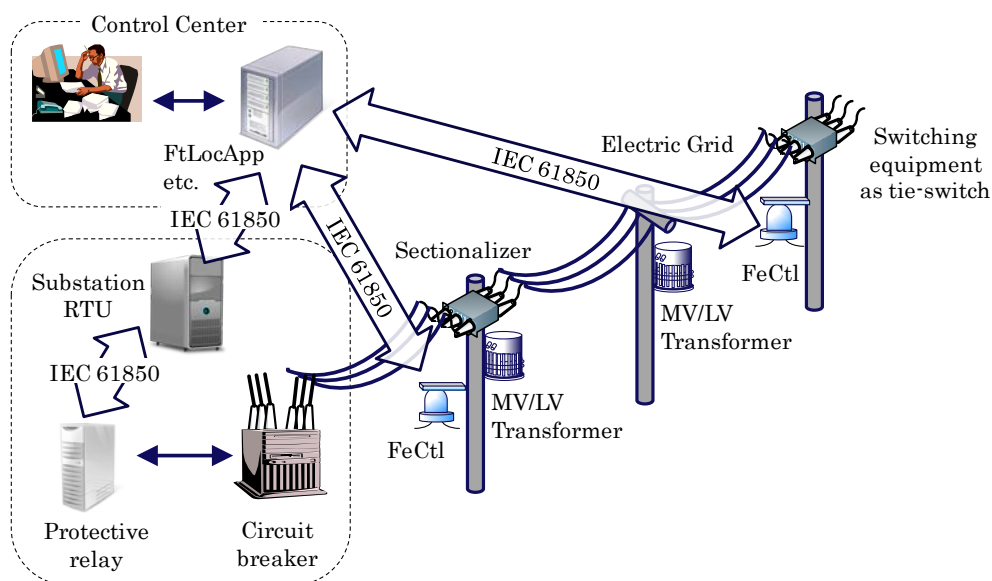 Control Center
FtLocApp
etc.
IEC 61850
IEC 61850
IEC 61850
Electric Grid
Switching
equipment
as tie-switch
Sectionalizer
FeCtl
MV/LV
Transformer
Substation
RTU
IEC 61850
MV/LV
Transformer
FeCtl
Protective
relay
Circuit
breaker